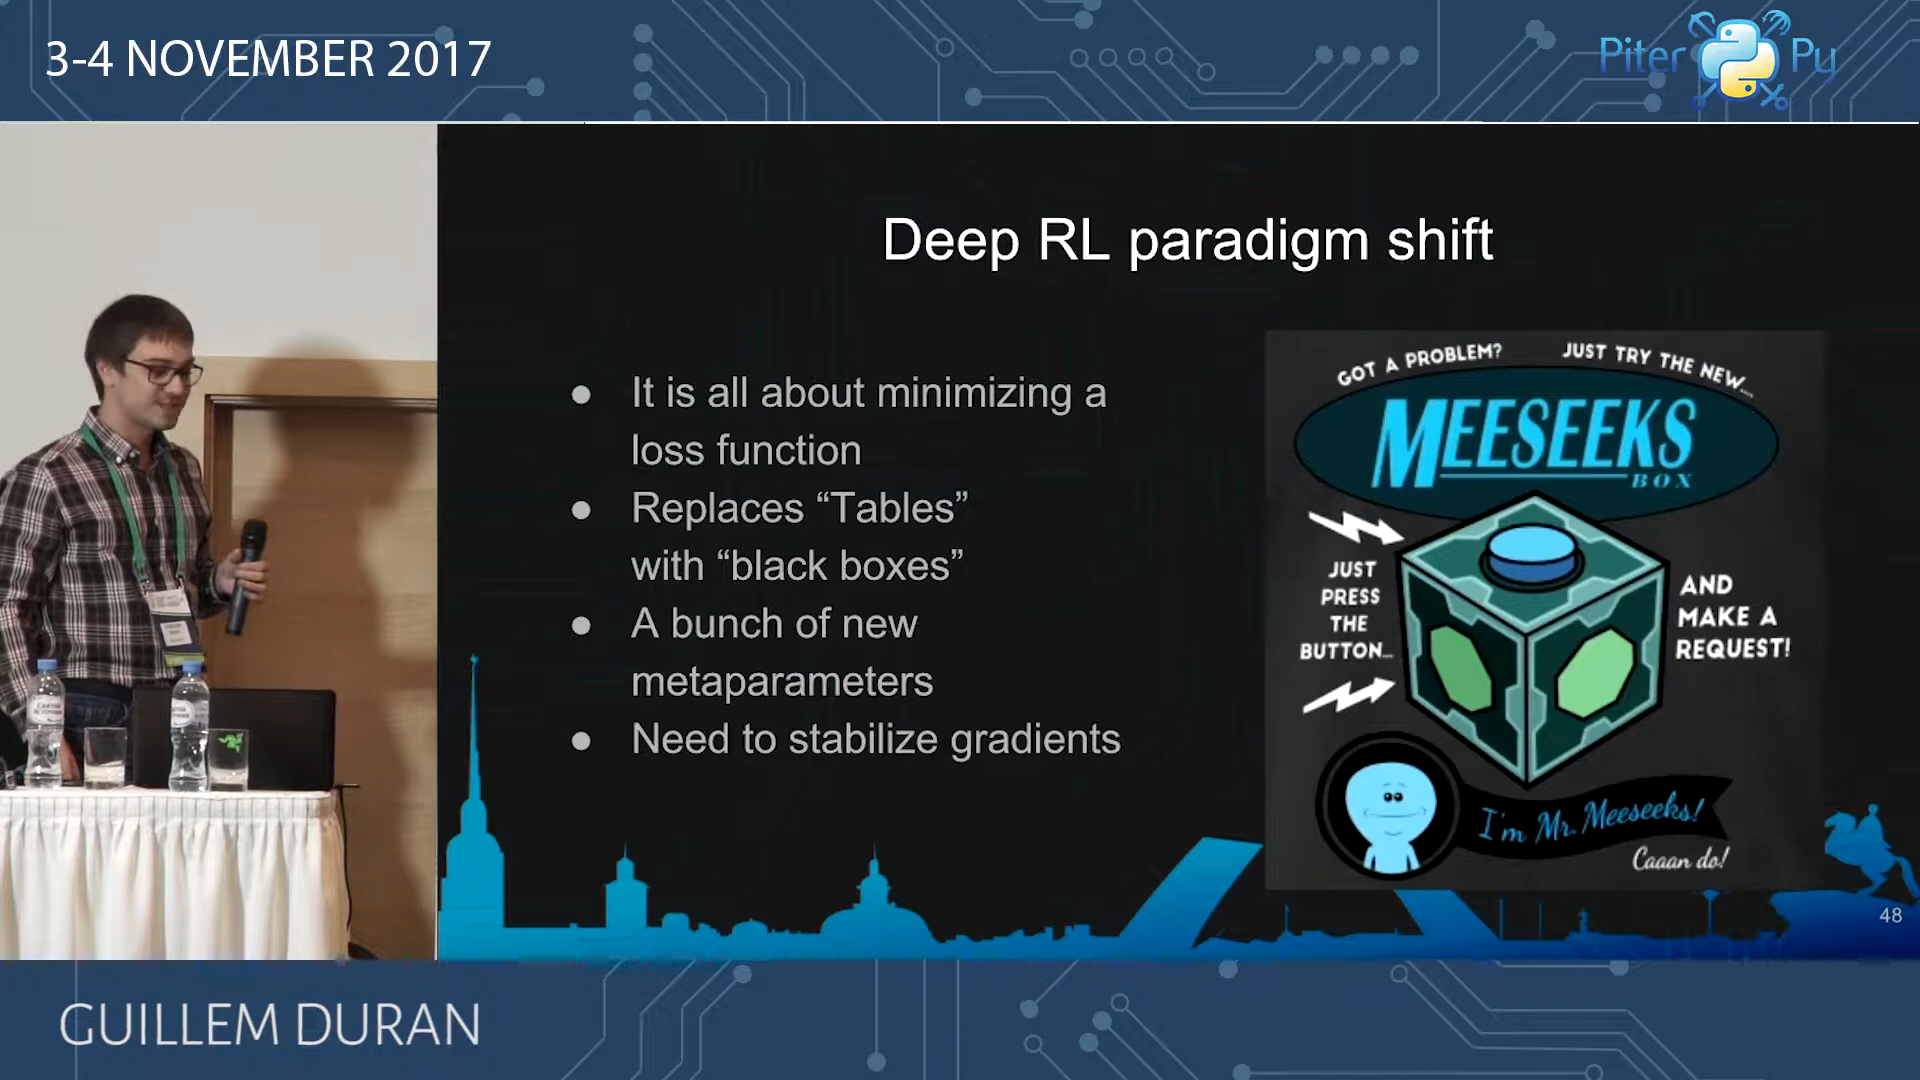 3-4 NOVEMBER 2017
Piter Py
Deep RL paradigm shift
● It is all about minimizing a
loss function
● Replaces “Tables”
with “black boxes”
● A bunch of new
metaparameters
● Need to stabilize gradients
GOT A PROBLEM?
JUST TRY THE NEW....
MEESEEKS
BOX
JUST
PRESS
THE
BUTTON...
AND
MAKE A
REQUEST!
I'm Mr. Meeseeks!
Caaan do!
48
GUILLEM DURAN